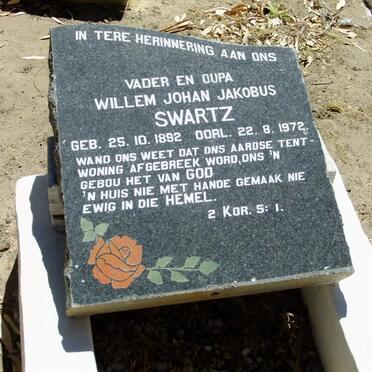 IN TERE HERINNERING AAN ONS
VADER EN OUPA
WILLEM JOHAN JAKOBUS
SWARTZ
GEB. 25. 10. 1892 OORL. 22. 8. 1972
WAND ONS WEET DAT ONS AARDSE TENT-
WONING AFGEBREEK WORD, ONS 'N
GEBOU HET VAN GOD
'N HUIS NIE MET HANDE GEMAAK NIE
EWIG IN DIE HEMEL.
2 KOR. 5: 1.